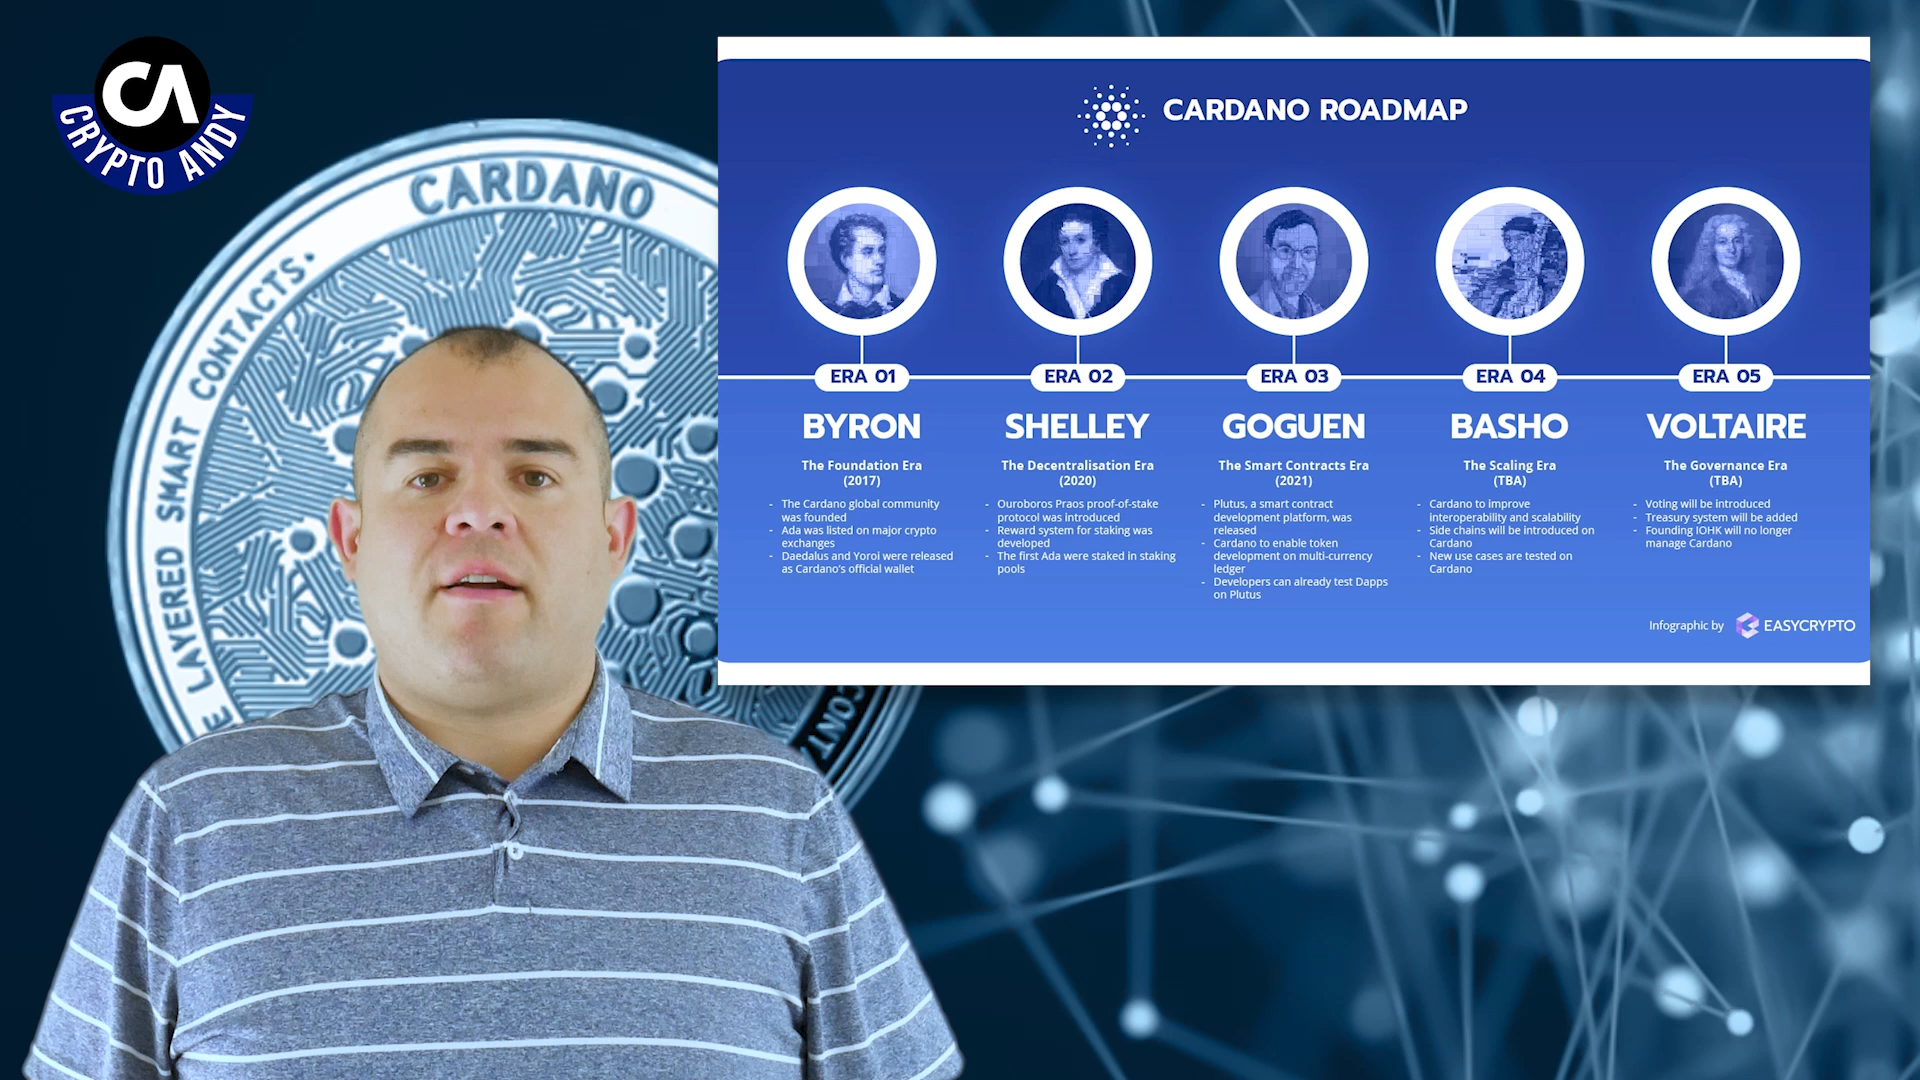 CA
CRYPTO ANDY
CARDANO
LAYERED SMART CONTACTS.
CONT
CARDANO ROADMAP
ERA 01
BYRON
The Foundation Era
(2017)
- The Cardano global community
was founded
- Ada was listed on major crypto
exchanges
- Daedalus and Yoroi were released
as Cardano's official wallet
ERA 02
SHELLEY
The Decentralisation Era
(2020)
- Ouroboros Praos proof-of-stake
protocol was introduced
- Reward system for staking was
developed
- The first Ada were staked in staking
pools
ERA 03
GOGUEN
The Smart Contracts Era
(2021)
- Plutus, a smart contract
development platform, was
released
- Cardano to enable token
development on multi-currency
ledger
- Developers can already test Dapps
on Plutus
ERA 04
BASHO
The Scaling Era
(TBA)
- Cardano to improve
interoperability and scalability
- Side chains will be introduced on
Cardano
- New use cases are tested on
Cardano
ERA 05
VOLTAIRE
The Governance Era
(TBA)
- Voting will be introduced
- Treasury system will be added
- Founding IOHK will no longer
manage Cardano
Infographic by EASYCRYPTO